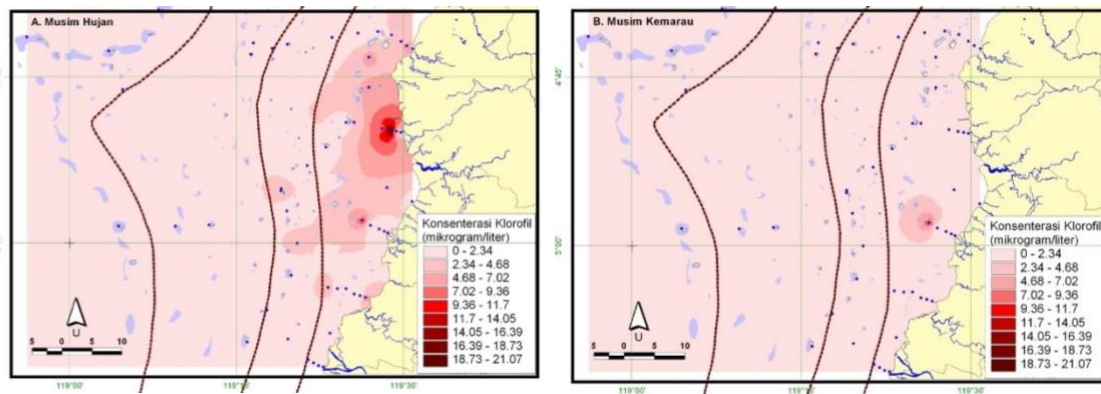 A. Musim Hujan
4°45'
Konsenterasi Klorofil
(mikrogram/liter)
0 - 2.34
2.34 - 4.68
4.68 - 7.02
7.02 - 9.36
9.36 - 11.7
11.7 - 14.05
14.05 - 16.39
16.39 - 18.73
18.73 - 21.07
U
5 0 5 10
119°00'
119°30'
B. Musim Kemarau
4°45'
5°00'
Konsenterasi Klorofil
(mikrogram/liter)
0 - 2.34
2.34 - 4.68
4.68 - 7.02
7.02 - 9.36
9.36 - 11.7
11.7 - 14.05
14.05 - 16.39
16.39 - 18.73
18.73 - 21.07
U
5 0 5 10
119°00'
119°30'